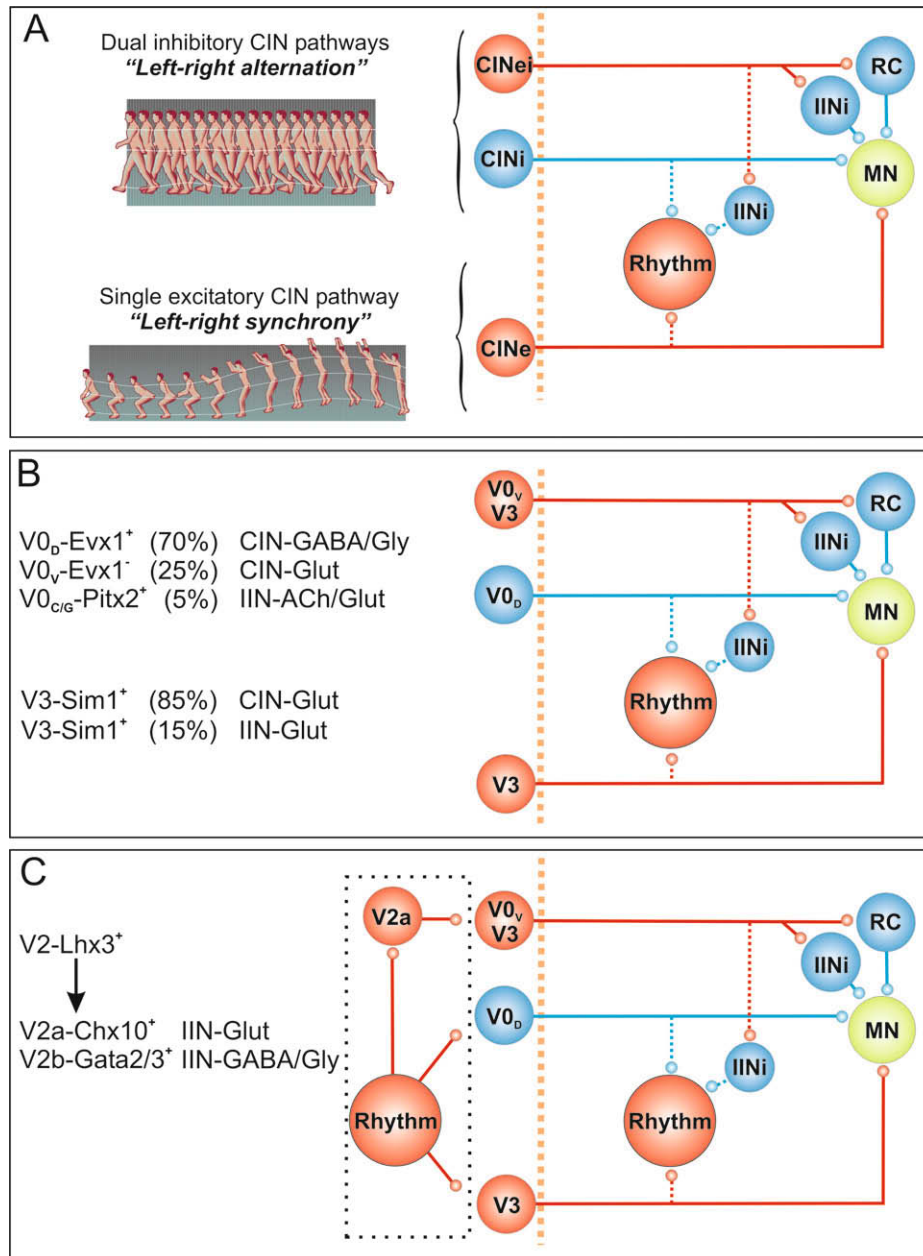 A
Dual inhibitory CIN pathways
“Left-right alternation”
Single excitatory CIN pathway
“Left-right synchrony”
CINei
CINi
CINe
RC
IINi
MN
IINi
Rhythm
B
V0D-Evx1+ (70%) CIN-GABA/Gly
V0V-Evx1- (25%) CIN-Glut
V0C/G-Pitx2+ (5%) IIN-ACh/Glut
V3-Sim1+ (85%) CIN-Glut
V3-Sim1+ (15%) IIN-Glut
V0V
V3
V0D
V3
RC
IINi
MN
IINi
Rhythm
C
V2-Lhx3+
V2a-Chx10+ IIN-Glut
V2b-Gata2/3+ IIN-GABA/Gly
V2a
Rhythm
V0V
V3
V0D
V3
RC
IINi
MN
IINi
Rhythm